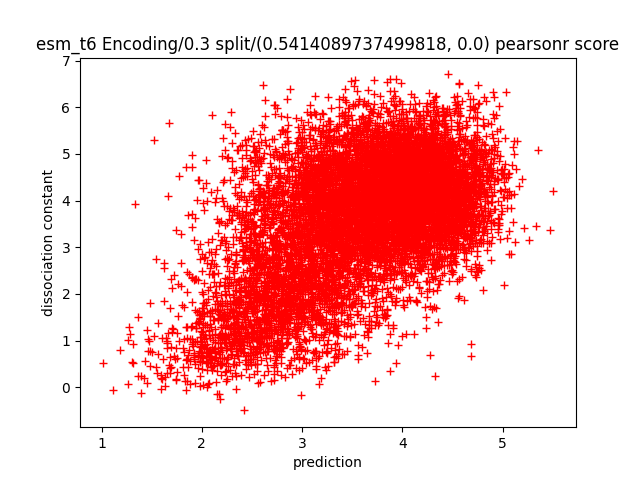 esm_t6 Encoding/0.3 split/(0.5414089737499818, 0.0) pearsonr score
7
6
5
4
3
2
1
0
dissociation constant
1 2 3 4 5
prediction